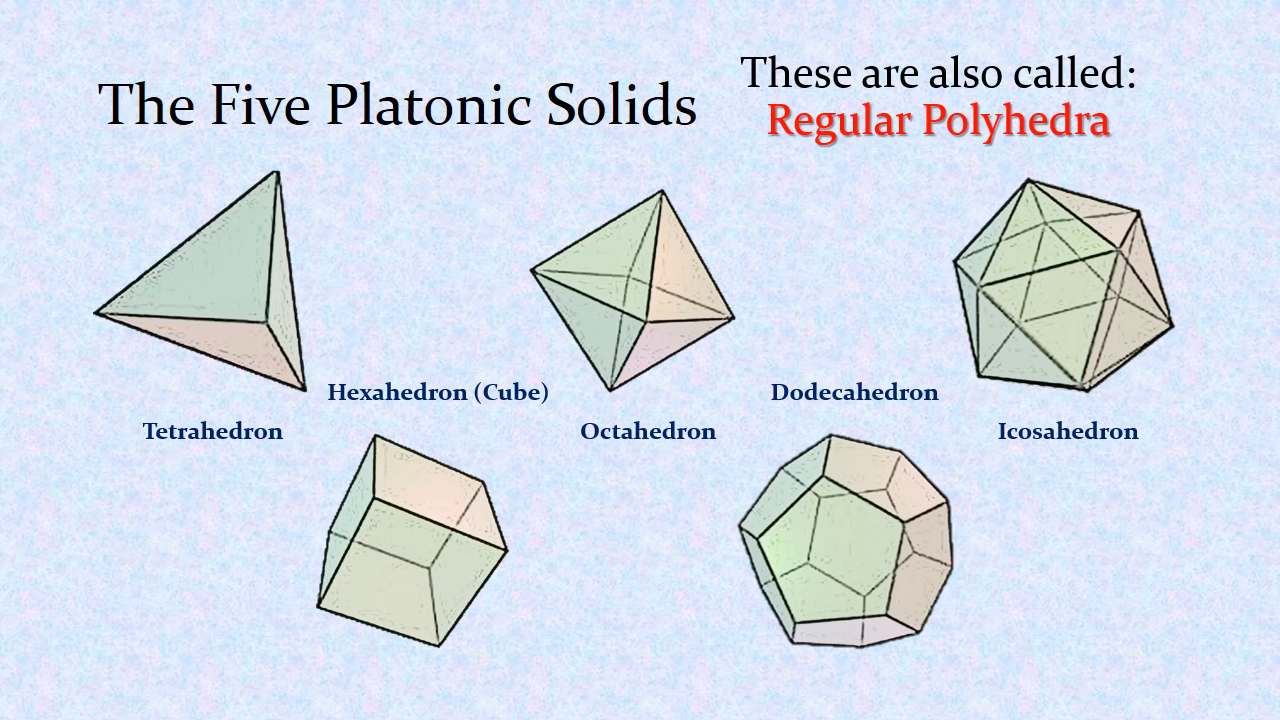 The Five Platonic Solids
These are also called:
Regular Polyhedra
Hexahedron (Cube)
Dodecahedron
Tetrahedron
Octahedron
Icosahedron